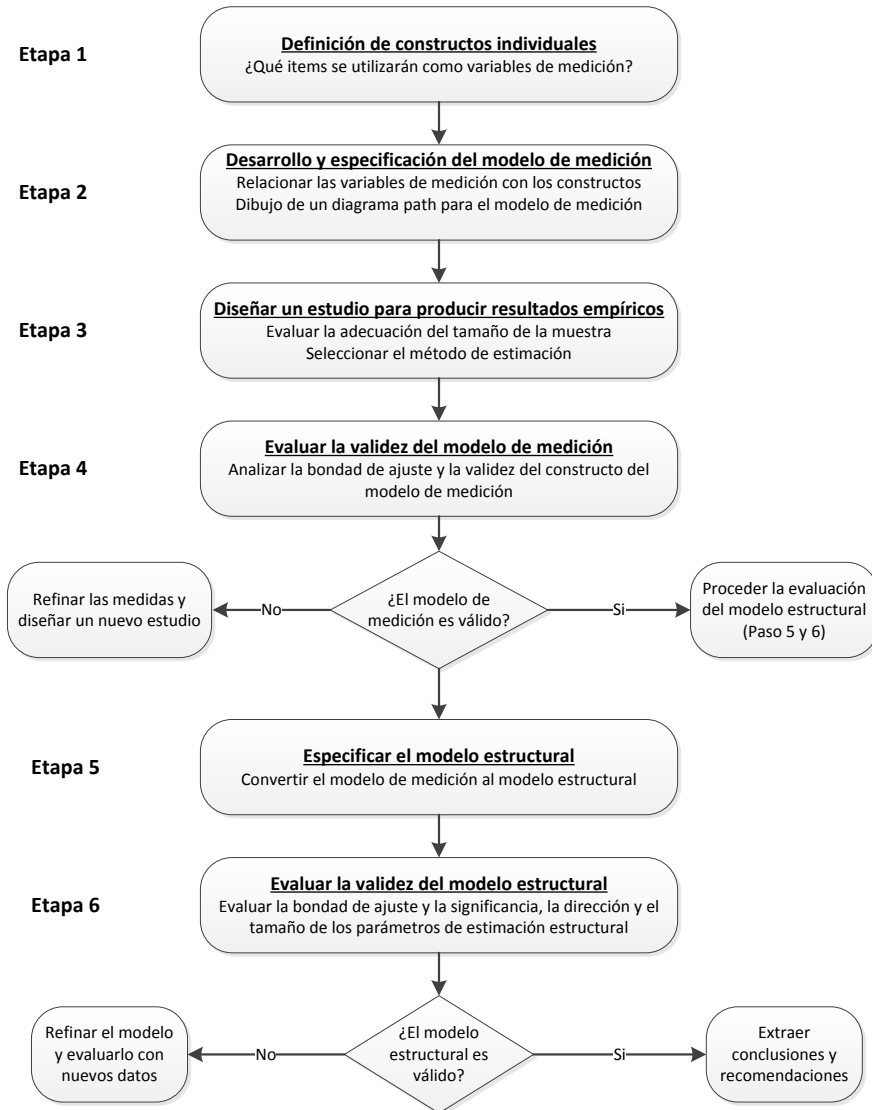 Etapa 1
Definición de constructos individuales
¿Qué items se utilizarán como variables de medición?
Etapa 2
Desarrollo y especificación del modelo de medición
Relacionar las variables de medición con los constructos
Dibujo de un diagrama path para el modelo de medición
Etapa 3
Diseñar un estudio para producir resultados empíricos
Evaluar la adecuación del tamaño de la muestra
Seleccionar el método de estimación
Etapa 4
Evaluar la validez del modelo de medición
Analizar la bondad de ajuste y la validez del constructo del
modelo de medición
Refinar las medidas y
diseñar un nuevo estudio
No
¿El modelo de
medición es válido?
Si
Proceder la evaluación
del modelo estructural
(Paso 5 y 6)
Etapa 5
Especificar el modelo estructural
Convertir el modelo de medición al modelo estructural
Etapa 6
Evaluar la validez del modelo estructural
Evaluar la bondad de ajuste y la significancia, la dirección y el
tamaño de los parámetros de estimación estructural
Refinar el modelo
y evaluarlo con
nuevos datos
No
¿El modelo
estructural es
válido?
Si
Extraer
conclusiones y
recomendaciones